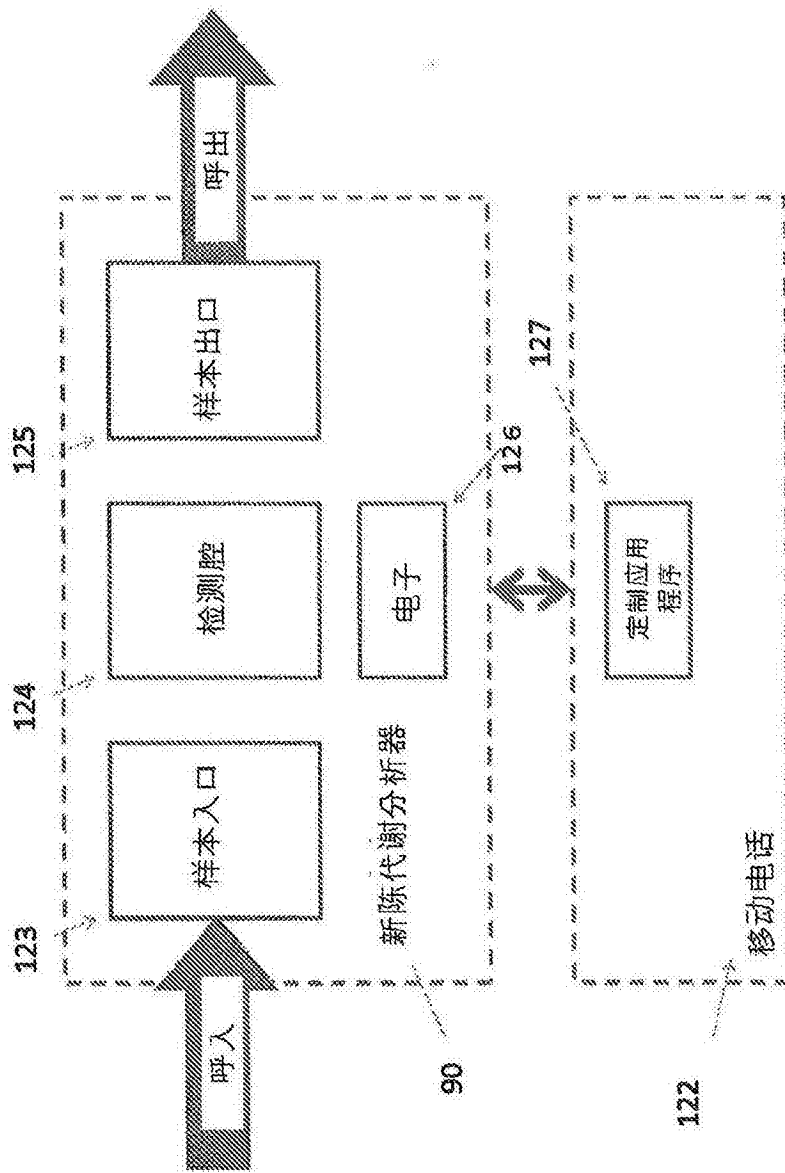 123
124
125
呼入
样本入口
检测腔
样本出口
呼出
新陈代谢分析器
电子
126
90
127
定制应用
程序
移动电话
122